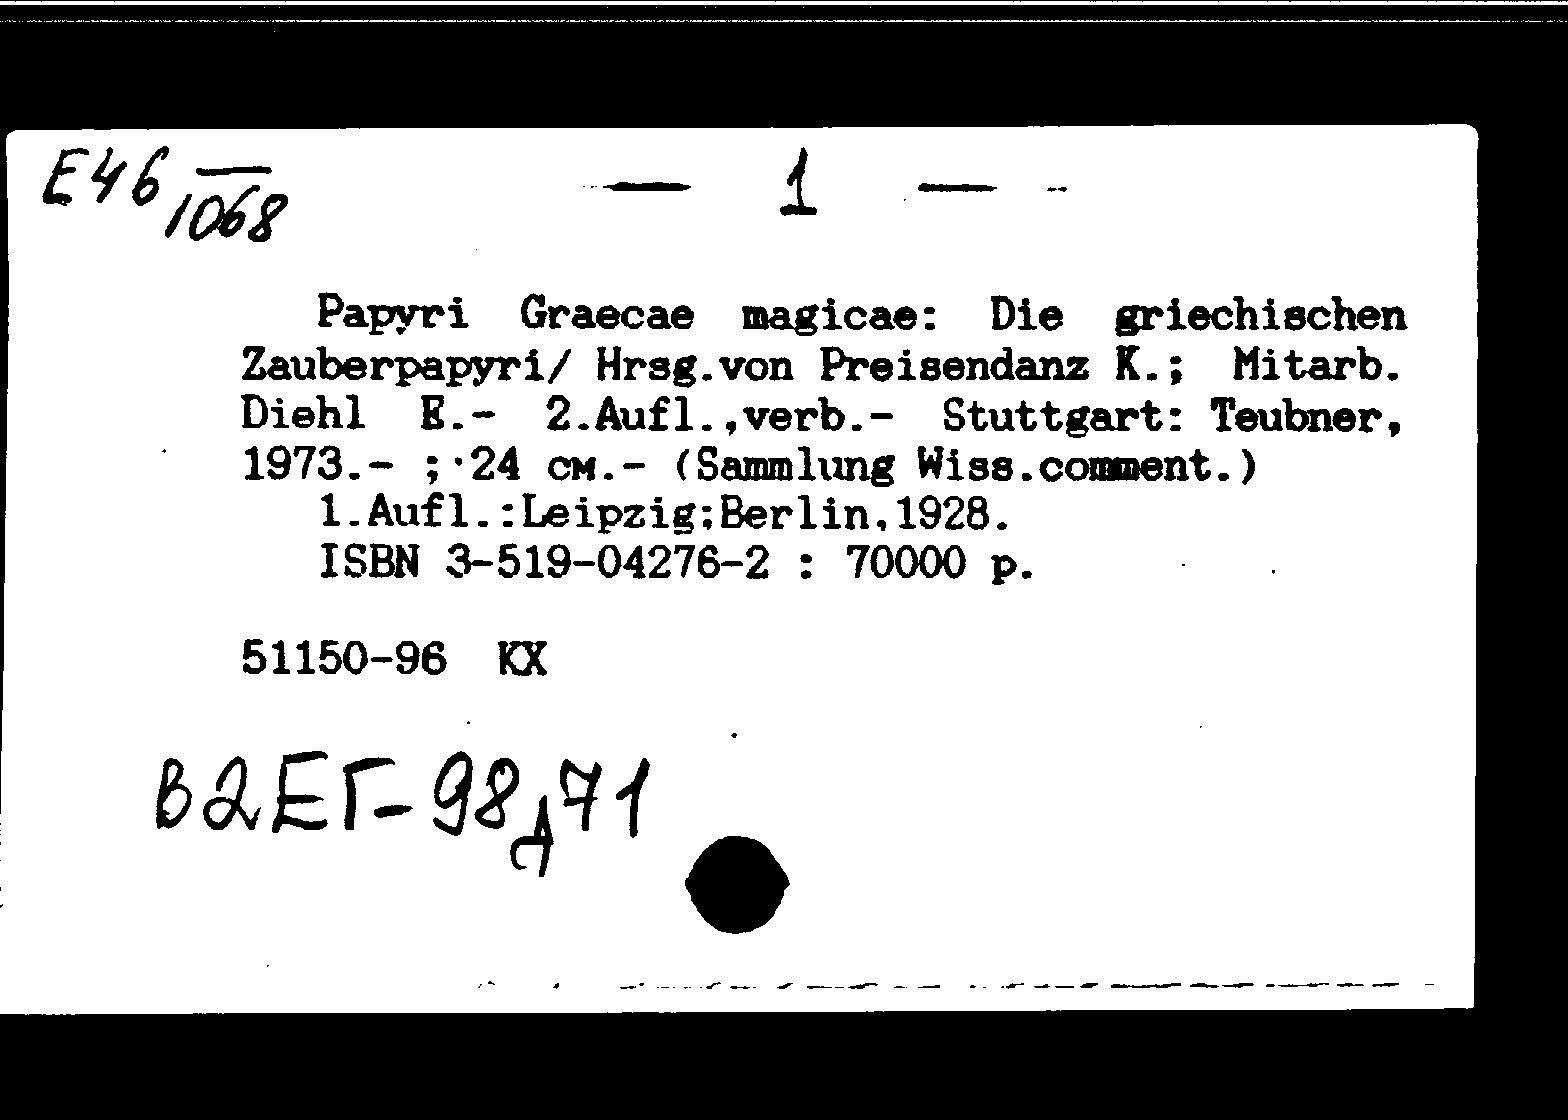 E46 1068
— 1 —
Papyri Graecae magicae: Die griechischen
Zauberpapyri/ Hrsg.von Preisendanz K.; Mitarb.
Diehl E.- 2.Aufl.,verb.- Stuttgart: Teubner,
1973.- ; 24 см.- (Sammlung Wiss.comment.)
1.Aufl.:Leipzig;Berlin,1928.
ISBN 3-519-04276-2 : 70000 р.
51150-96 КХ
В2ЕГ-98д71